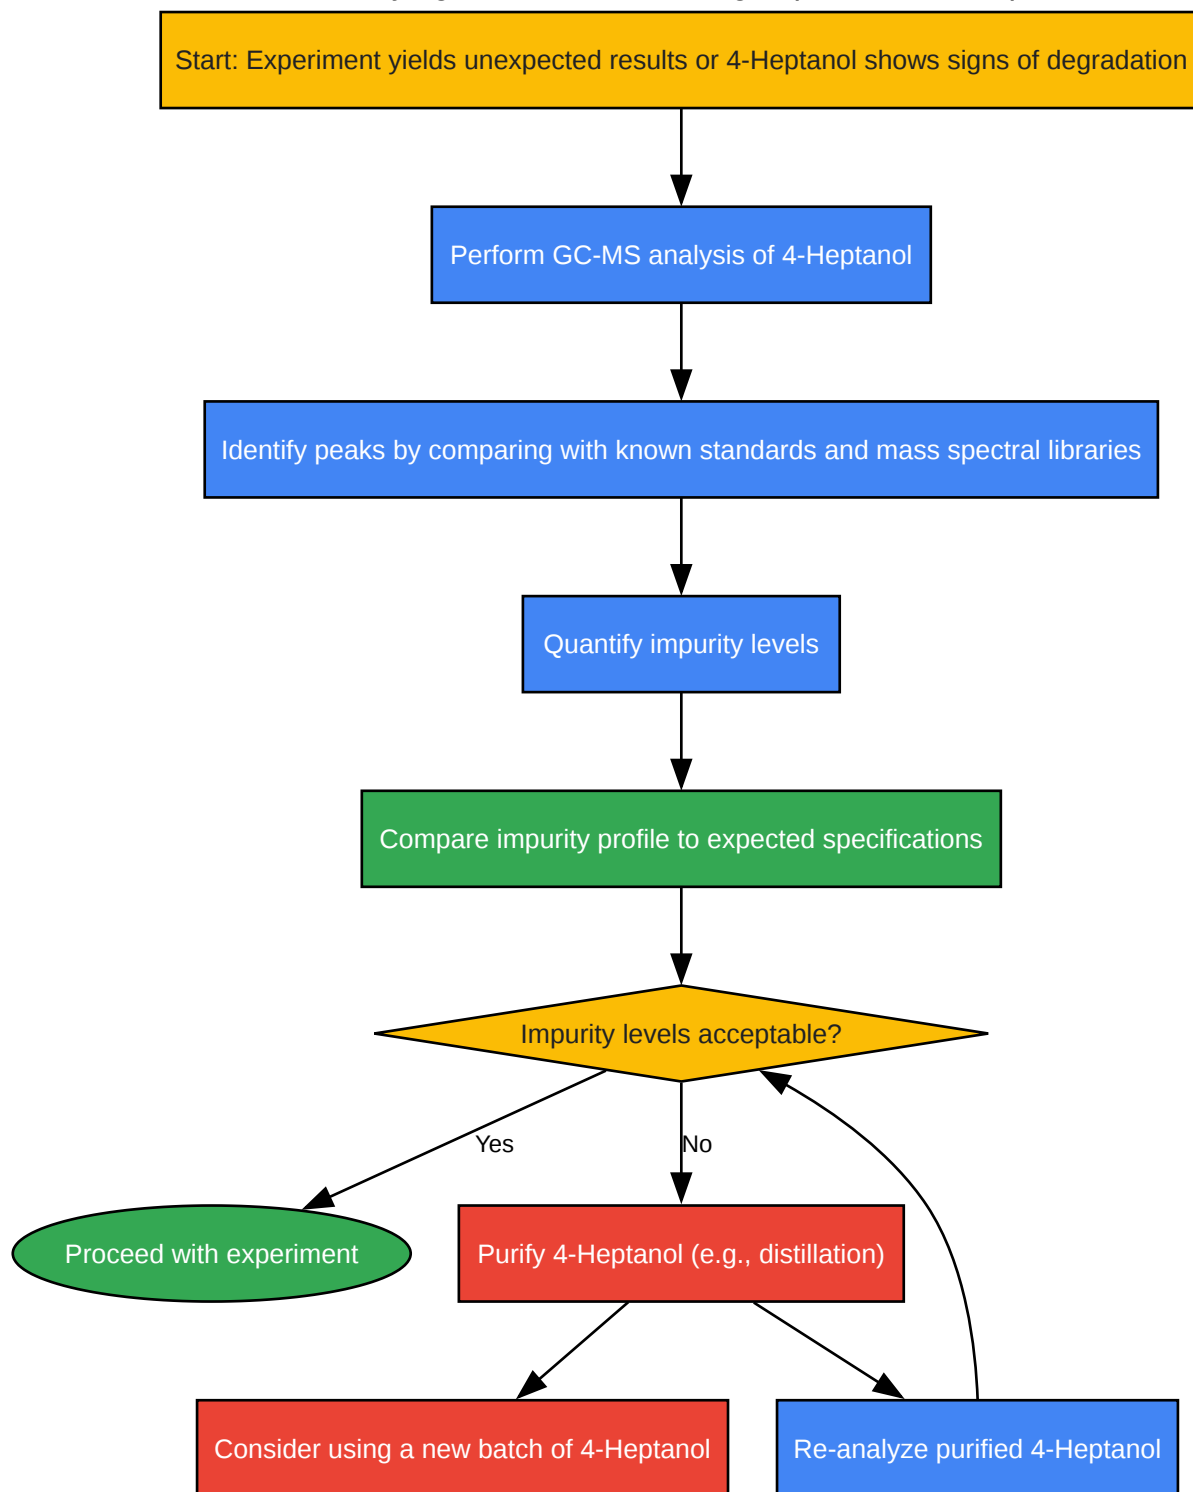 Start: Experiment yields unexpected results or 4-Heptanol shows signs of degradation
Perform GC-MS analysis of 4-Heptanol
Identify peaks by comparing with known standards and mass spectral libraries
Quantify impurity levels
Compare impurity profile to expected specifications
Impurity levels acceptable?
Yes
No
Proceed with experiment
Purify 4-Heptanol (e.g., distillation)
Consider using a new batch of 4-Heptanol
Re-analyze purified 4-Heptanol